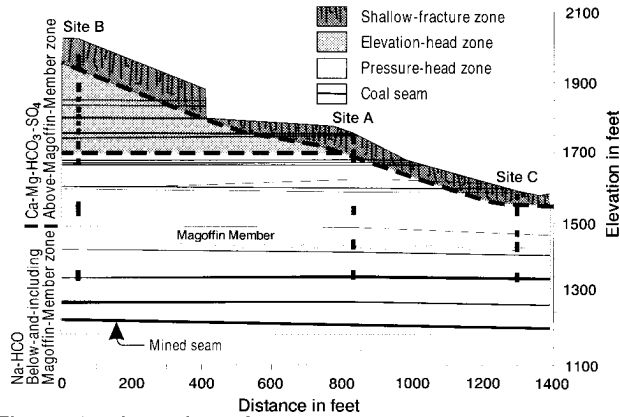 Site B
Shallow-fracture zone
Elevation-head zone
Pressure-head zone
Coal seam
Site A
Site C
2100
1900
1700
1500
1300
1100
Elevation in feet
Ca-Mg-HCO3-SO4
Above-Magoffin-Member zone
Na-HCO
Below-and-including
Magoffin-Member zone
Magoffin Member
Mined seam
0 200 400 600 800 1000 1200 1400
Distance in feet